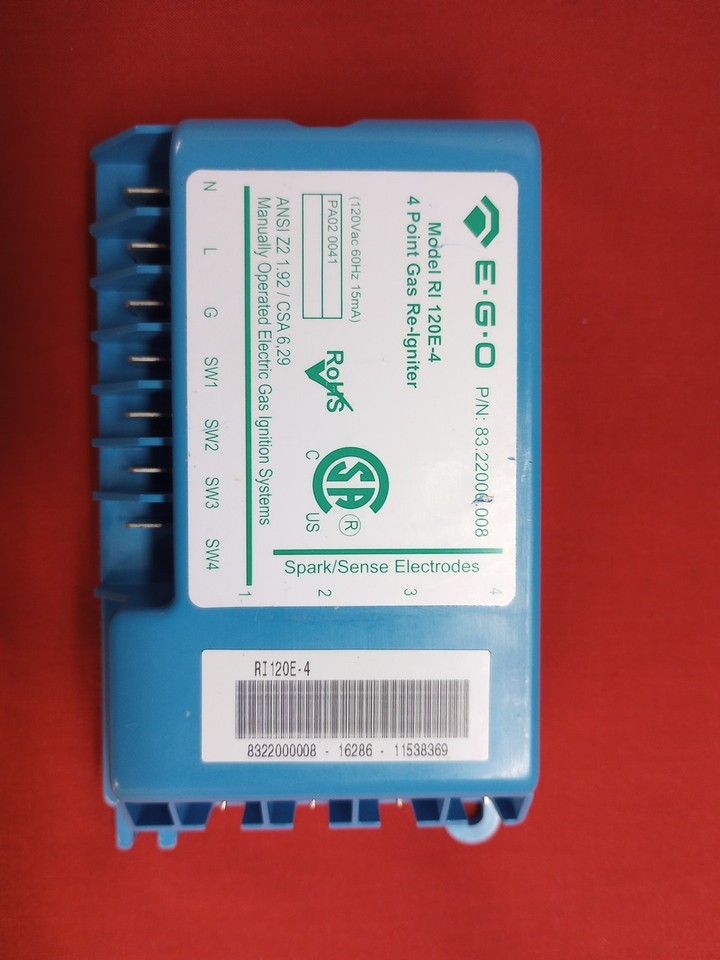 E·G·O P/N: 83.22000.008
Model RI 120E-4
4 Point Gas Re-Igniter
(120Vac 60Hz 15mA)
PA02 0041
RoHS
C US
®
ANSI Z2 1.92 / CSA 6,29
Manually Operated Electric Gas Ignition Systems
N L G SW1 SW2 SW3 SW4
Spark/Sense Electrodes
1 2 3 4
RI120E-4
8322000008 - 16286 - 11538369